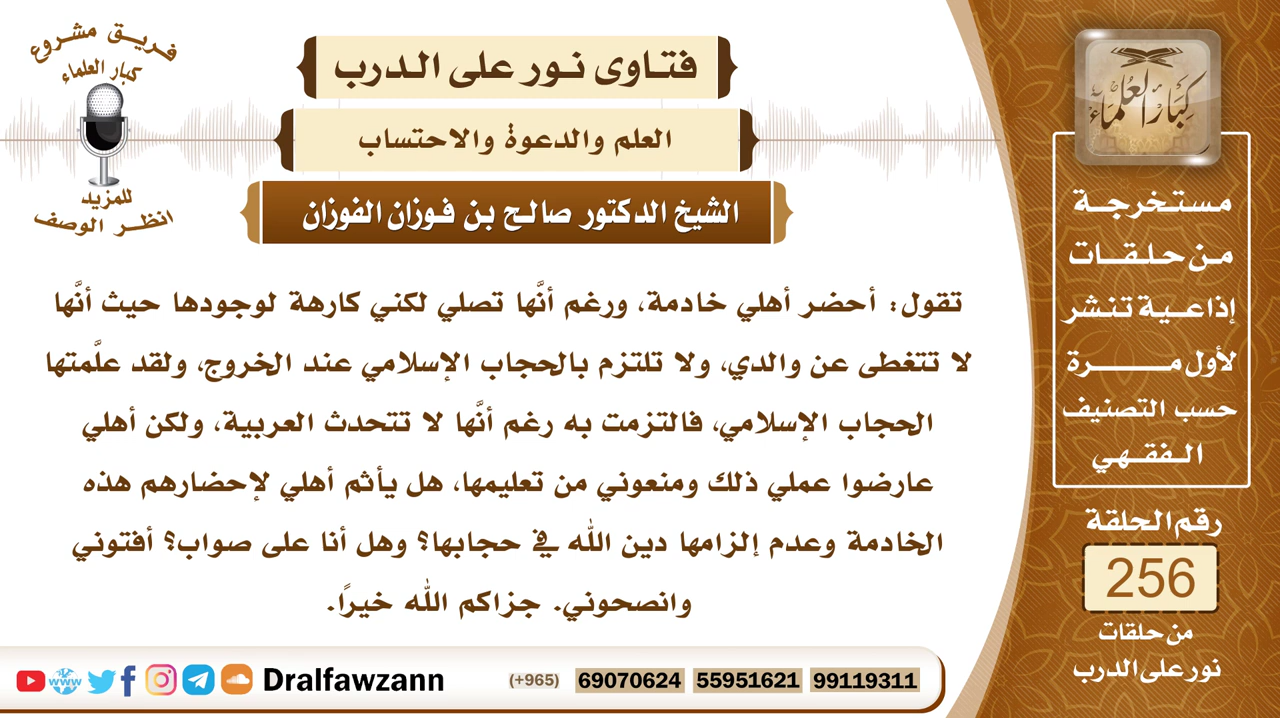 فريق مشروع
كبار العلماء
للمزيد
انظر الوصف
فتاوى نور على الدرب
العلم والدعوة والاحتساب
الشيخ الدكتور صالح بن فوزان الفوزان
تقول: أحضر أهلي خادمة، ورغم أنَّها تصلي لكني كارهة لوجودها حيث أنَّها
لا تتغطى عن والدي، ولا تلتزم بالحجاب الإسلامي عند الخروج، ولقد علَّمتها
الحجاب الإسلامي، فالتزمت به رغم أنَّها لا تتحدث العربية، ولكن أهلي
عارضوا عملي ذلك ومنعوني من تعليمها، هل يأثم أهلي لإحضارهم هذه
الخادمة وعدم إلزامها دين الله في حجابها؟ وهل أنا على صواب؟ أفتوني
وانصحوني. جزاكم الله خيرًا.
كبار العلماء
مستخرجة
من حلقات
إذاعية تنشر
لأول مرة
حسب التصنيف
الفقهي
رقم الحلقة
256
من حلقات
نور على الدرب
www Dralfawzann (+965) 69070624 55951621 99119311